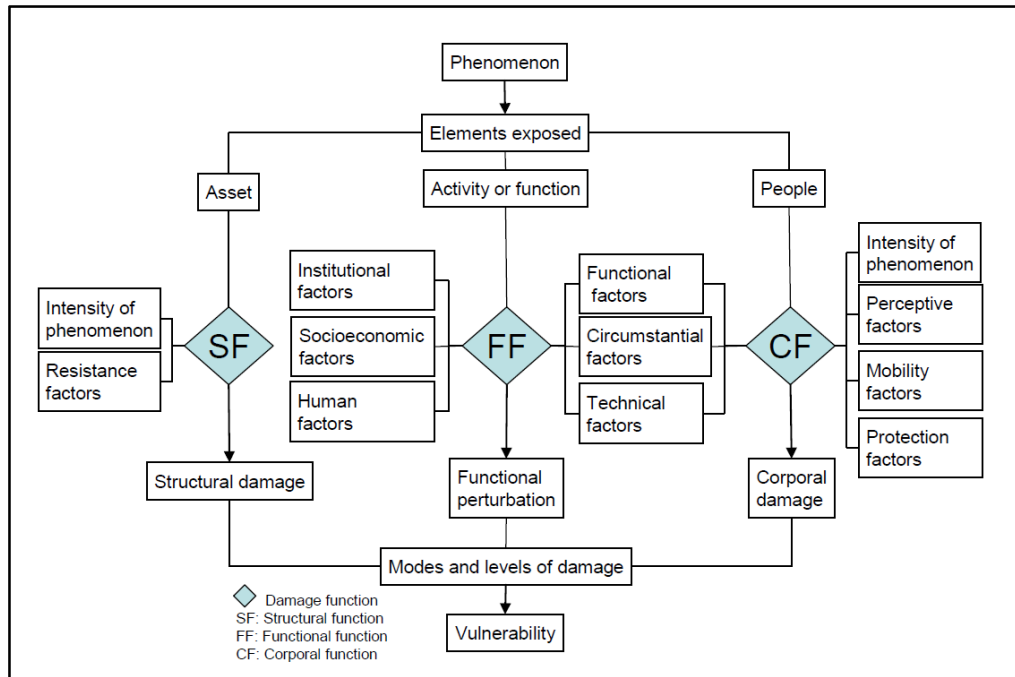 Phenomenon
Elements exposed
Asset
Activity or function
People
Intensity of
phenomenon
Resistance
factors
SF
Institutional
factors
Socioeconomic
factors
Human
factors
FF
Functional
factors
Circumstantial
factors
Technical
factors
CF
Intensity of
phenomenon
Perceptive
factors
Mobility
factors
Protection
factors
Structural damage
Functional
perturbation
Corporal
damage
Modes and levels of damage
Vulnerability
Damage function
SF: Structural function
FF: Functional function
CF: Corporal function